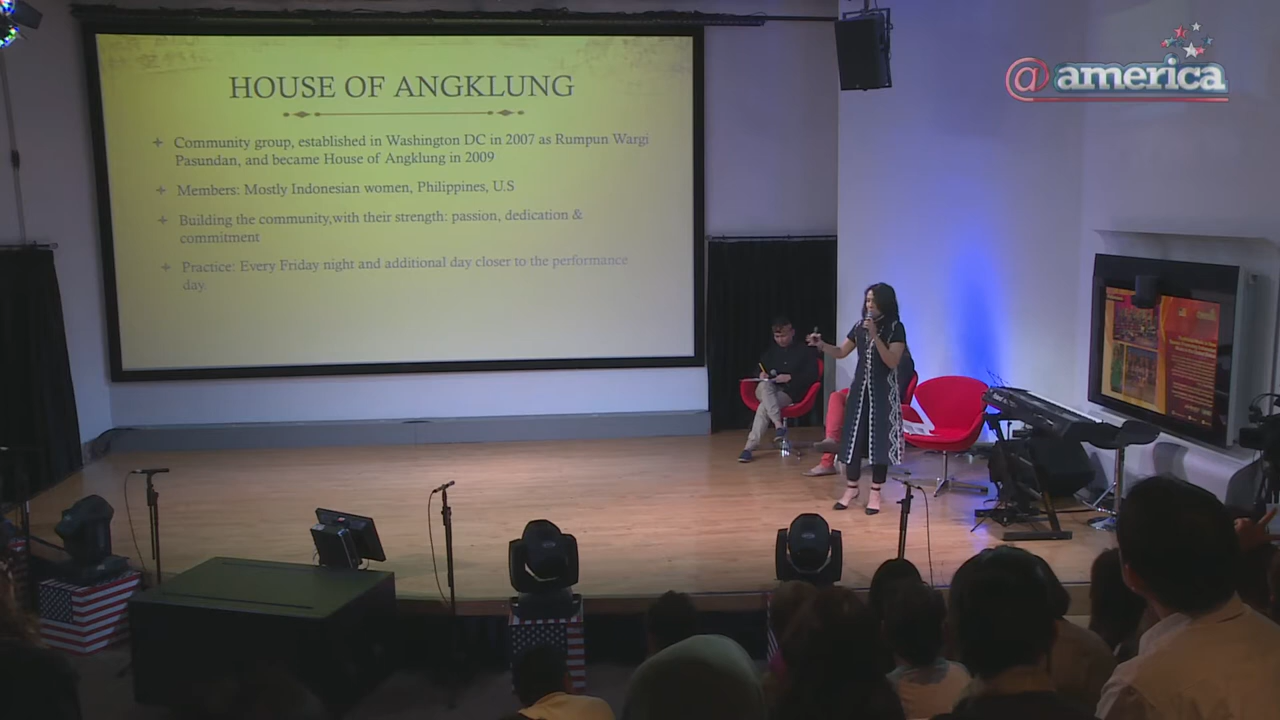 @america
HOUSE OF ANGKLUNG
Community group, established in Washington DC in 2007 as Rumpun Wargi
Pasundan, and became House of Angklung in 2009
Members: Mostly Indonesian women, Philippines, U.S
Building the community,with their strength: passion, dedication &
commitment
Practice: Every Friday night and additional day closer to the performance
day.